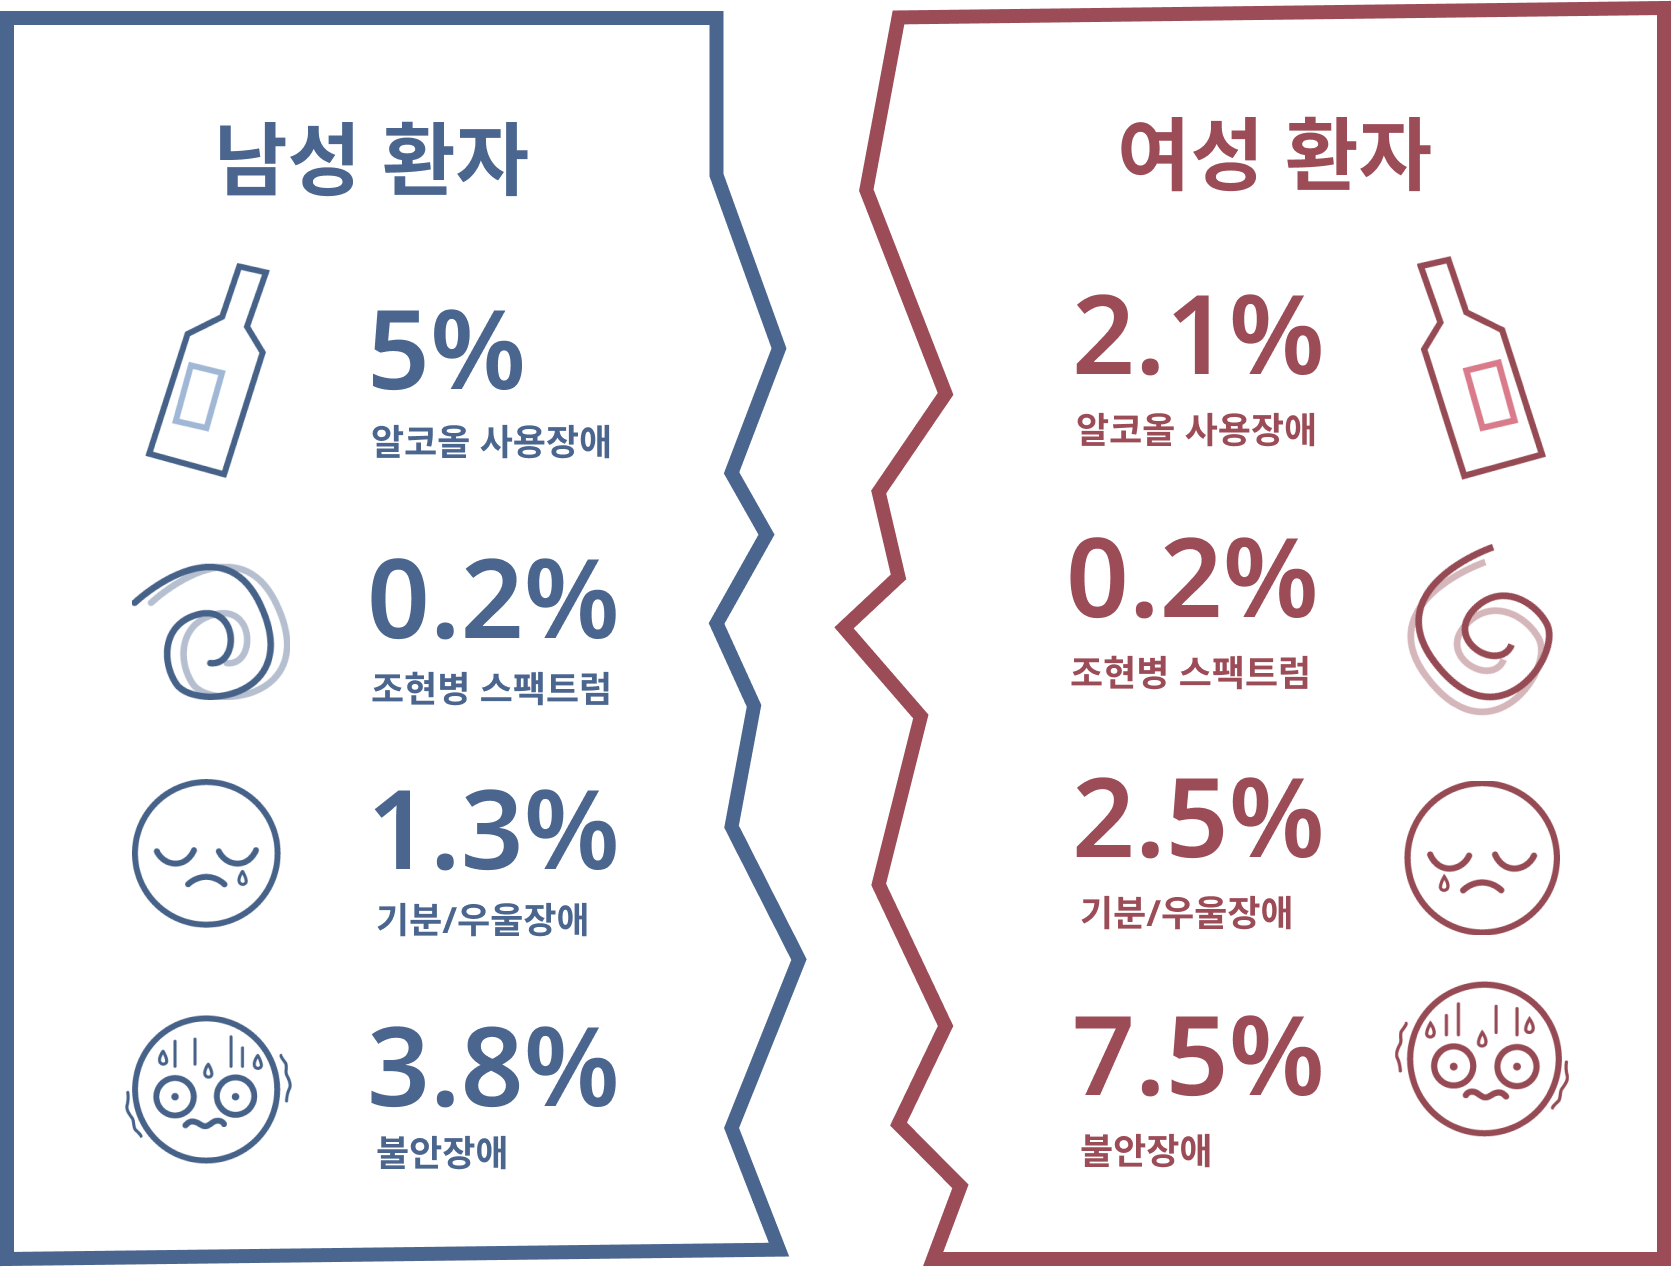 남성 환자
5%
알코올 사용장애
0.2%
조현병 스팩트럼
1.3%
기분/우울장애
3.8%
불안장애
여성 환자
2.1%
알코올 사용장애
0.2%
조현병 스팩트럼
2.5%
기분/우울장애
7.5%
불안장애